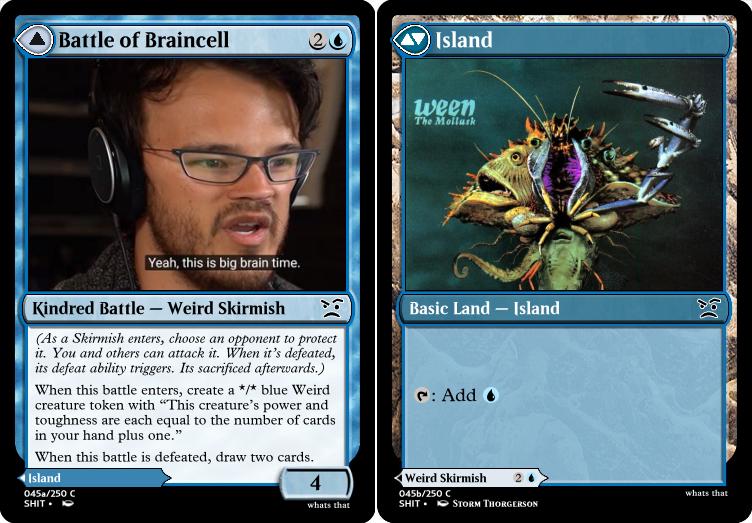 Battle of Braincell 2
Yeah, this is big brain time.
Kindred Battle — Weird Skirmish
(As a Skirmish enters, choose an opponent to protect
it. You and others can attack it. When it's defeated,
its defeat ability triggers. Its sacrificed afterwards.)
When this battle enters, create a */* blue Weird
creature token with “This creature's power and
toughness are each equal to the number of cards
in your hand plus one.”
When this battle is defeated, draw two cards.
Island
4
045a/250 C
SHIT •
whats that
Island
ween
The Mollusk
Basic Land — Island
: Add
Weird Skirmish 2
045b/250 C
SHIT • Storm Thorgerson
whats that